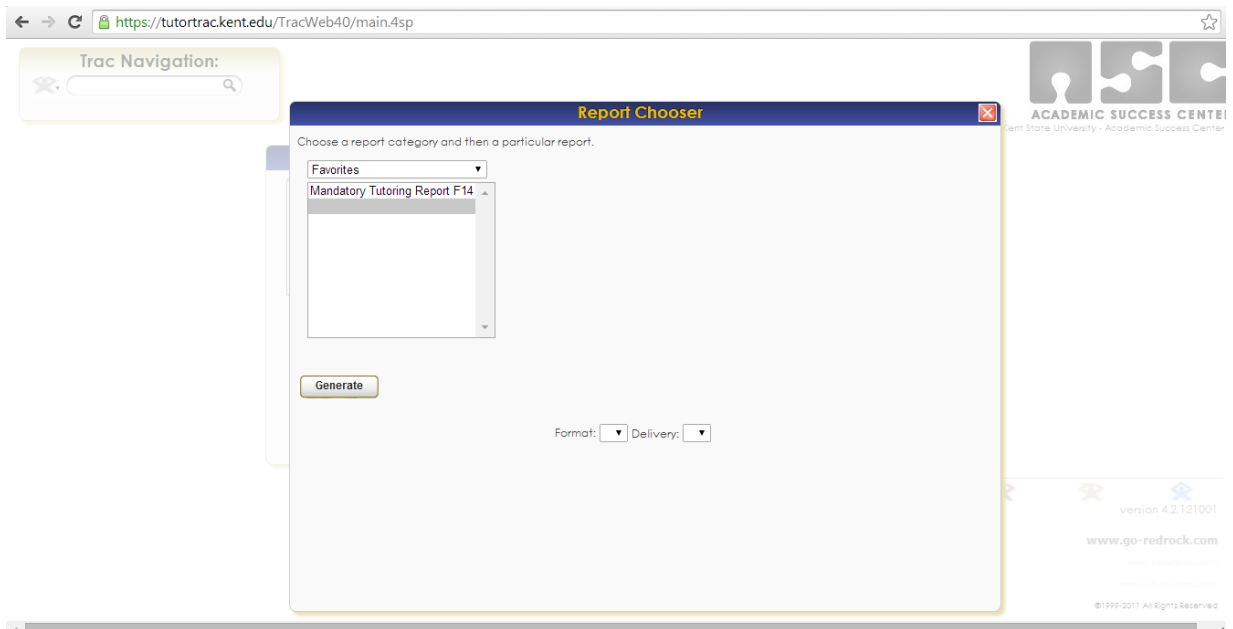 https://tutortrac.kent.edu/TracWeb40/main.4sp
Trac Navigation:
ACADEMIC SUCCESS CENTE
Kent State University - Academic Success Center
Report Chooser
Choose a report category and then a particular report.
Favorites
Mandatory Tutoring Report F14
Generate
Format: Delivery:
version 4.2.121001
www.go-redrock.com
©1999-2011 All Rights Reserved